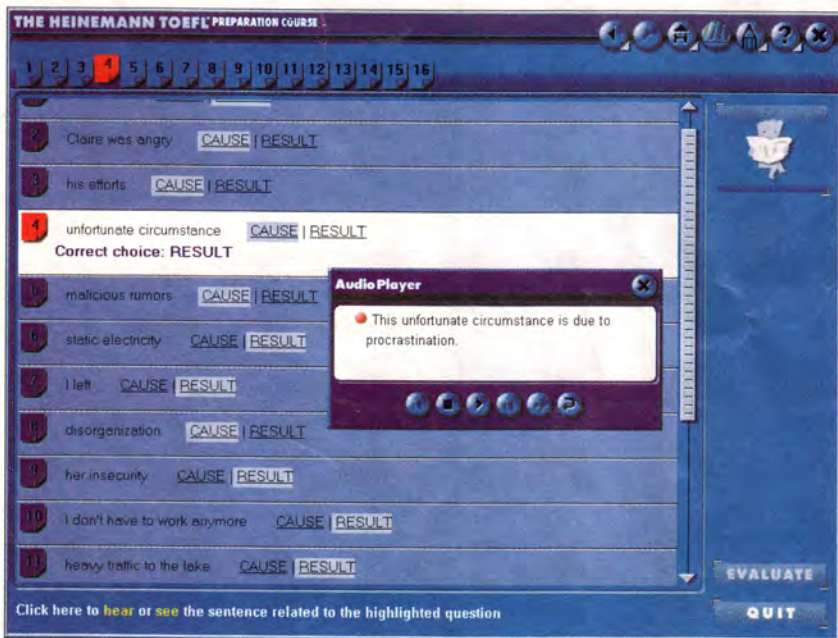 THE HEINEMANN TOEFL PREPARATION COURSE
1 2 3 4 5 6 7 8 9 10 11 12 13 14 15 16
2 Claire was angry CAUSE | RESULT
3 his efforts CAUSE | RESULT
4 unfortunate circumstance CAUSE | RESULT
Correct choice: RESULT
5 malicious rumors CAUSE | RESULT
Audio Player
This unfortunate circumstance is due to
procrastination.
6 static electricity CAUSE | RESULT
7 I left CAUSE | RESULT
8 disorganization CAUSE | RESULT
9 her insecurity CAUSE | RESULT
10 I don't have to work anymore CAUSE | RESULT
11 heavy traffic to the lake CAUSE | RESULT
EVALUATE
Click here to hear or see the sentence related to the highlighted question
QUIT